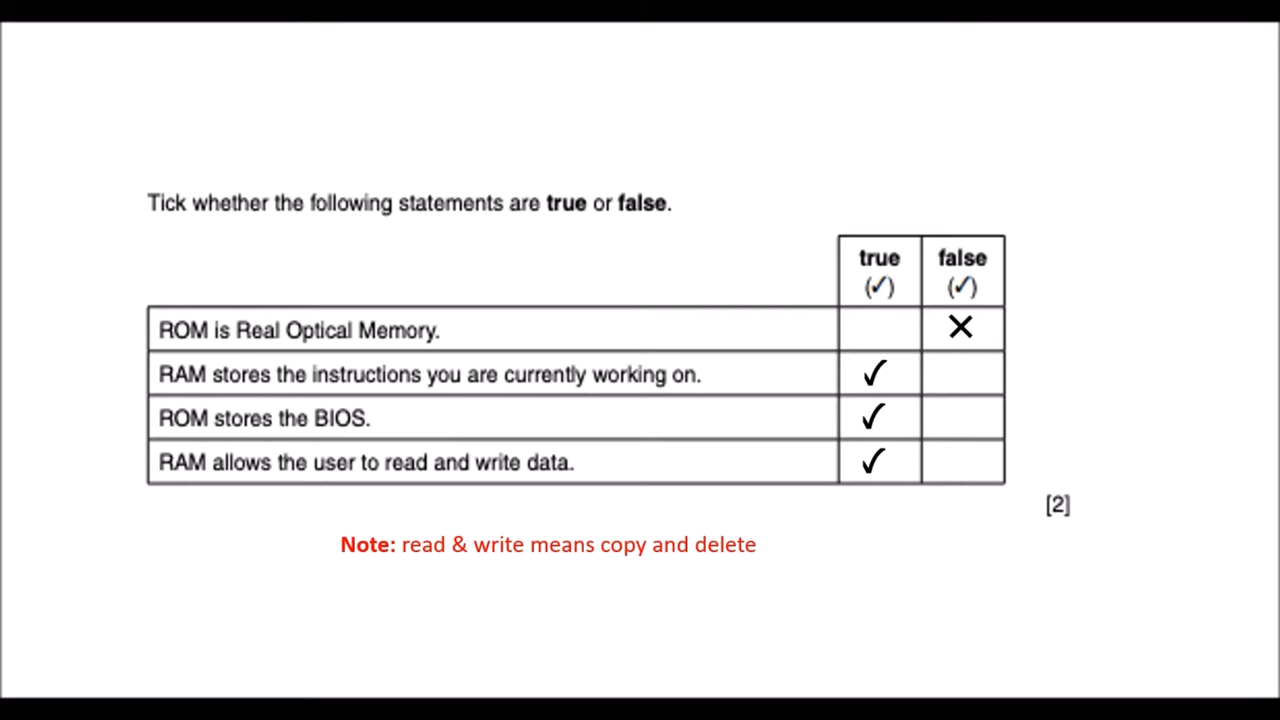 Tick whether the following statements are true or false.
true false
(✓) (✓)
ROM is Real Optical Memory. ✕
RAM stores the instructions you are currently working on. ✓
ROM stores the BIOS. ✓
RAM allows the user to read and write data. ✓
[2]
Note: read & write means copy and delete